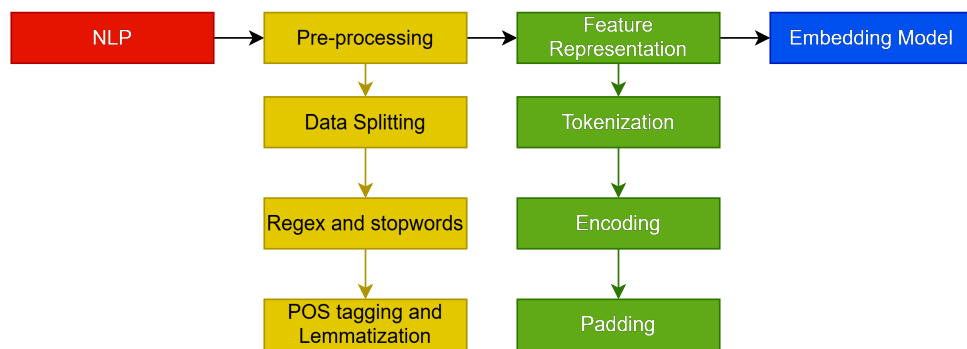 NLP
Pre-processing
Feature
Representation
Embedding Model
Data Splitting
Tokenization
Regex and stopwords
Encoding
POS tagging and
Lemmatization
Padding